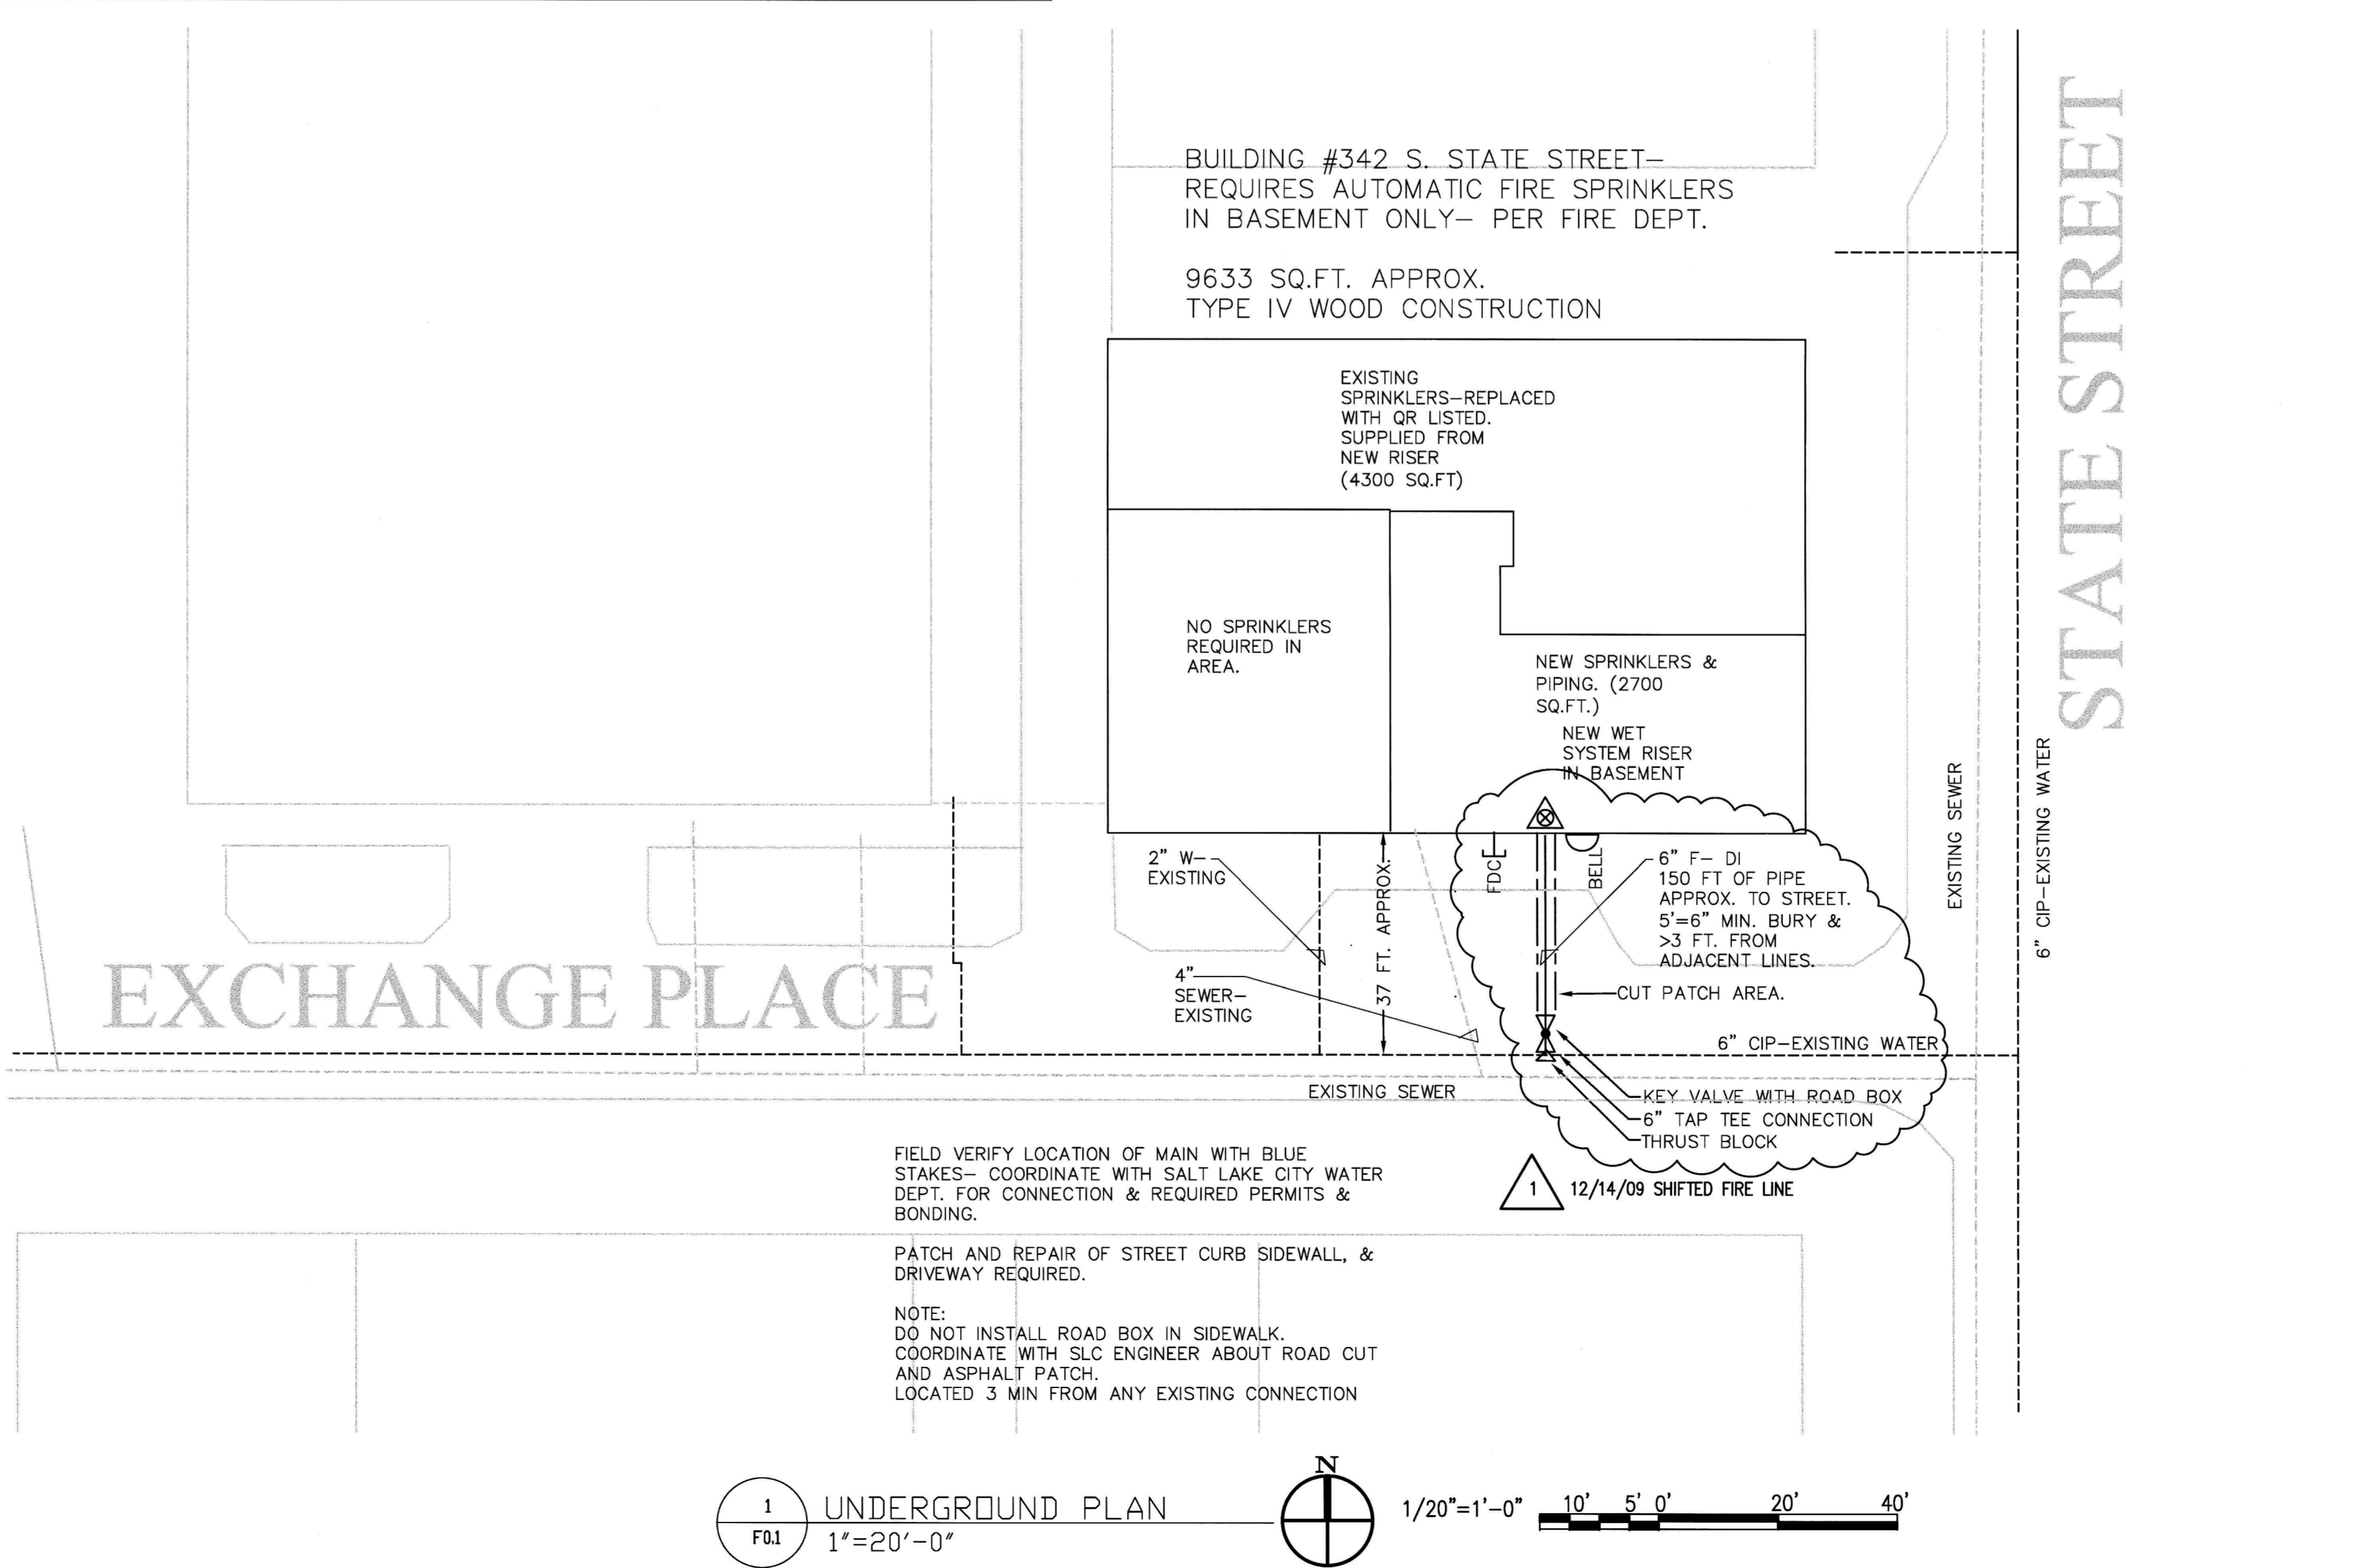 BUILDING #342 S. STATE STREET–
REQUIRES AUTOMATIC FIRE SPRINKLERS
IN BASEMENT ONLY– PER FIRE DEPT.
9633 SQ.FT. APPROX.
TYPE IV WOOD CONSTRUCTION
STATE STREET
EXISTING
SPRINKLERS–REPLACED
WITH QR LISTED.
SUPPLIED FROM
NEW RISER
(4300 SQ.FT)
NO SPRINKLERS
REQUIRED IN
AREA.
NEW SPRINKLERS &
PIPING. (2700
SQ.FT.)
NEW WET
SYSTEM RISER
IN BASEMENT
EXISTING SEWER
6" CIP–EXISTING WATER
2" W–
EXISTING
37 FT. APPROX.
FDC
BELL
6" F– DI
150 FT OF PIPE
APPROX. TO STREET.
5'=6" MIN. BURY &
>3 FT. FROM
ADJACENT LINES.
4"
SEWER–
EXISTING
CUT PATCH AREA.
EXCHANGE PLACE
6" CIP–EXISTING WATER
EXISTING SEWER
KEY VALVE WITH ROAD BOX
6" TAP TEE CONNECTION
THRUST BLOCK
1 12/14/09 SHIFTED FIRE LINE
FIELD VERIFY LOCATION OF MAIN WITH BLUE
STAKES– COORDINATE WITH SALT LAKE CITY WATER
DEPT. FOR CONNECTION & REQUIRED PERMITS &
BONDING.
PATCH AND REPAIR OF STREET CURB SIDEWALL, &
DRIVEWAY REQUIRED.
NOTE:
DO NOT INSTALL ROAD BOX IN SIDEWALK.
COORDINATE WITH SLC ENGINEER ABOUT ROAD CUT
AND ASPHALT PATCH.
LOCATED 3 MIN FROM ANY EXISTING CONNECTION
1
F0.1
UNDERGROUND PLAN
1"=20'-0"
N
1/20"=1'-0"
10' 5' 0' 20' 40'